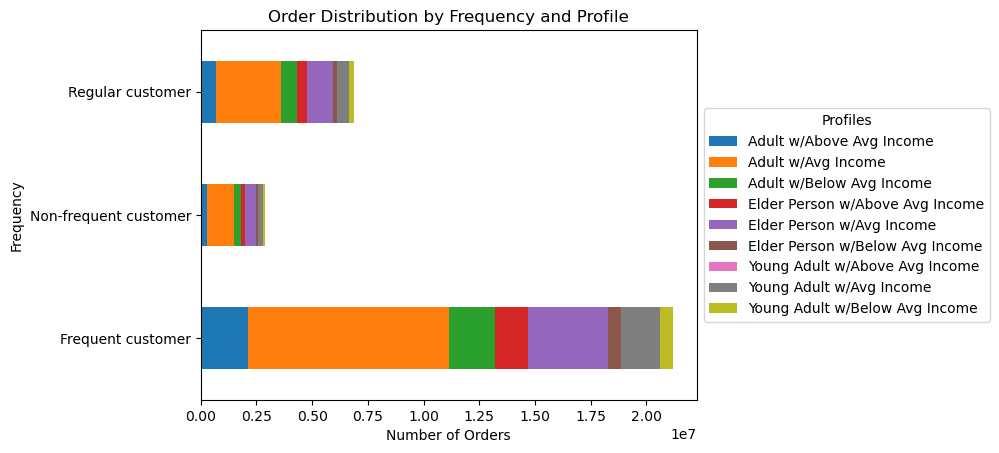 Order Distribution by Frequency and Profile
Regular customer
Non-frequent customer
Frequent customer
Frequency
0.00 0.25 0.50 0.75 1.00 1.25 1.50 1.75 2.00
1e7
Number of Orders
Profiles
Adult w/Above Avg Income
Adult w/Avg Income
Adult w/Below Avg Income
Elder Person w/Above Avg Income
Elder Person w/Avg Income
Elder Person w/Below Avg Income
Young Adult w/Above Avg Income
Young Adult w/Avg Income
Young Adult w/Below Avg Income